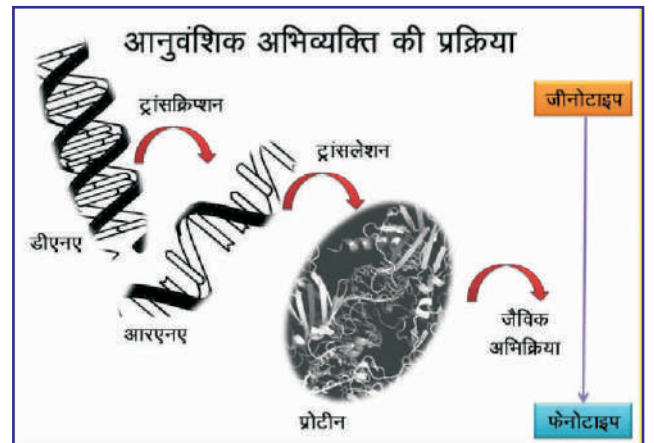 आनुवंशिक अभिव्यक्ति की प्रक्रिया
ट्रांसक्रिप्शन
जीनोटाइप
ट्रांसलेशन
डीएनए
आरएनए
जैविक
अभिक्रिया
प्रोटीन
फेनोटाइप